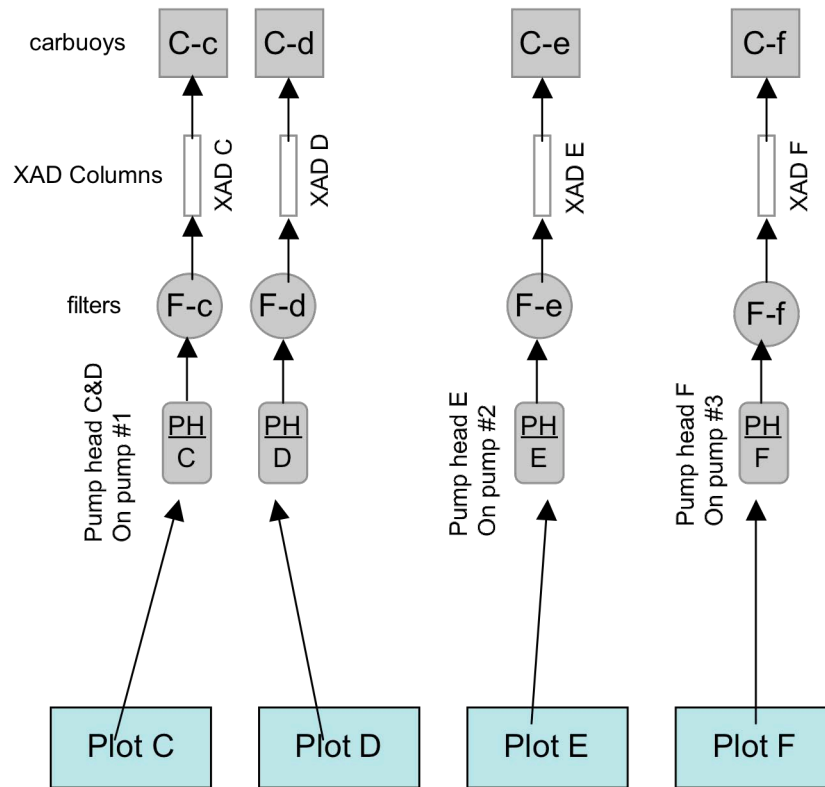 carbuoys
C-c
C-d
C-e
C-f
XAD Columns
XAD C
XAD D
XAD E
XAD F
filters
F-c
F-d
F-e
F-f
Pump head C&D
On pump #1
PH
C
PH
D
Pump head E
On pump #2
PH
E
Pump head F
On pump #3
PH
F
Plot C
Plot D
Plot E
Plot F